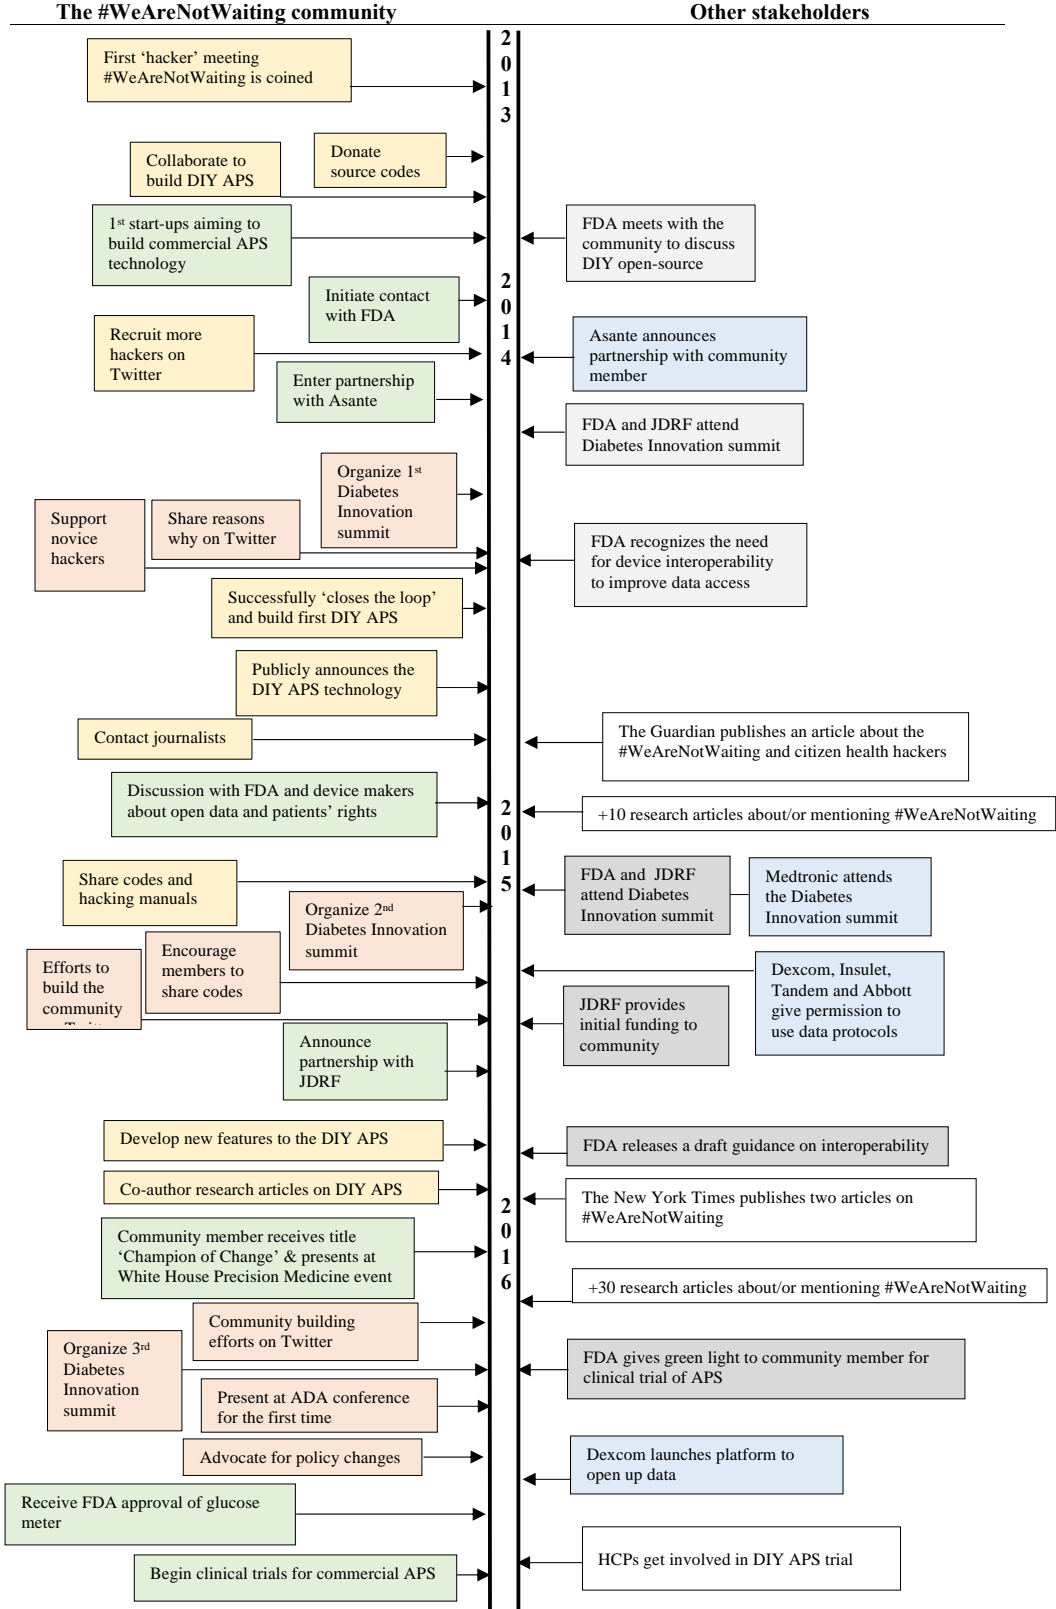 The #WeAreNotWaiting community
Other stakeholders
2
0
1
3
First ‘hacker’ meeting
#WeAreNotWaiting is coined
Donate
source codes
Collaborate to
build DIY APS
1st start-ups aiming to
build commercial APS
technology
FDA meets with the
community to discuss
DIY open-source
2
0
1
4
Initiate contact
with FDA
Recruit more
hackers on
Twitter
Asante announces
partnership with community
member
Enter partnership
with Asante
FDA and JDRF attend
Diabetes Innovation summit
Organize 1st
Diabetes
Innovation
summit
Support
novice
hackers
Share reasons
why on Twitter
FDA recognizes the need
for device interoperability
to improve data access
Successfully ‘closes the loop’
and build first DIY APS
Publicly announces the
DIY APS technology
Contact journalists
The Guardian publishes an article about the
#WeAreNotWaiting and citizen health hackers
Discussion with FDA and device makers
about open data and patients’ rights
2
0
1
5
+10 research articles about/or mentioning #WeAreNotWaiting
Share codes and
hacking manuals
FDA and JDRF
attend Diabetes
Innovation summit
Medtronic attends
the Diabetes
Innovation summit
Organize 2nd
Diabetes Innovation
summit
Encourage
members to
share codes
Efforts to
build the
community
Dexcom, Insulet,
Tandem and Abbott
give permission to
use data protocols
JDRF provides
initial funding to
community
Announce
partnership with
JDRF
Develop new features to the DIY APS
FDA releases a draft guidance on interoperability
Co-author research articles on DIY APS
The New York Times publishes two articles on
#WeAreNotWaiting
2
0
1
6
Community member receives title
‘Champion of Change’ & presents at
White House Precision Medicine event
+30 research articles about/or mentioning #WeAreNotWaiting
Community building
efforts on Twitter
Organize 3rd
Diabetes
Innovation
summit
FDA gives green light to community member for
clinical trial of APS
Present at ADA conference
for the first time
Advocate for policy changes
Dexcom launches platform to
open up data
Receive FDA approval of glucose
meter
HCPs get involved in DIY APS trial
Begin clinical trials for commercial APS